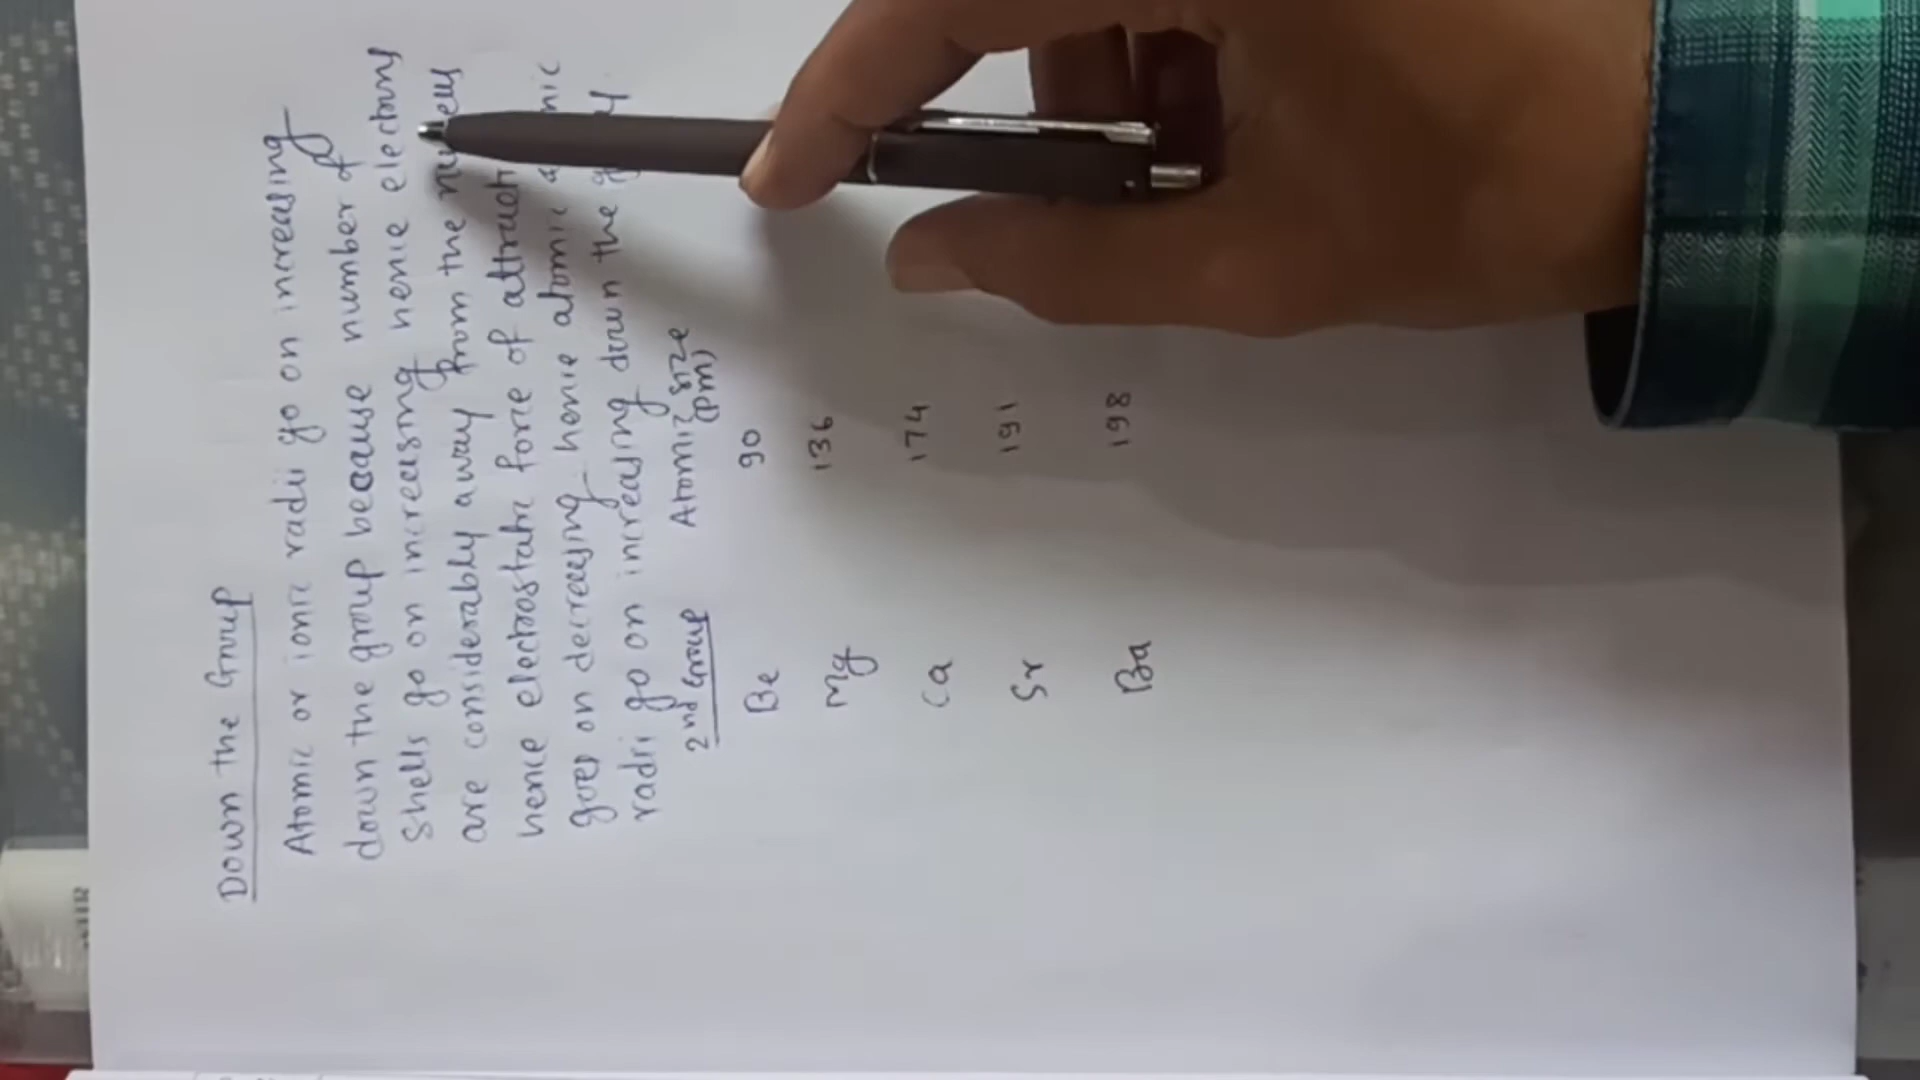 Down the Group
Atomic or ionic radii go on increasing
down the group because number of
shells go on increasing hence electrons
are considerably away from the
hence electrostatic force of
goes on decreasing hence atomic
radii go on increasing down the
2nd Group Atomic size
(pm)
Be 90
Mg 136
Ca 174
Sr 191
Ba 198